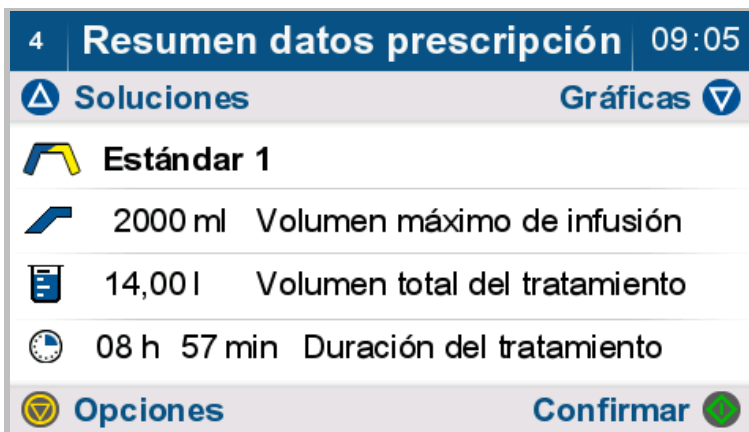 4 Resumen datos prescripción 09:05
Soluciones Gráficas
Estándar 1
2000 ml Volumen máximo de infusión
14,00 l Volumen total del tratamiento
08 h 57 min Duración del tratamiento
Opciones Confirmar